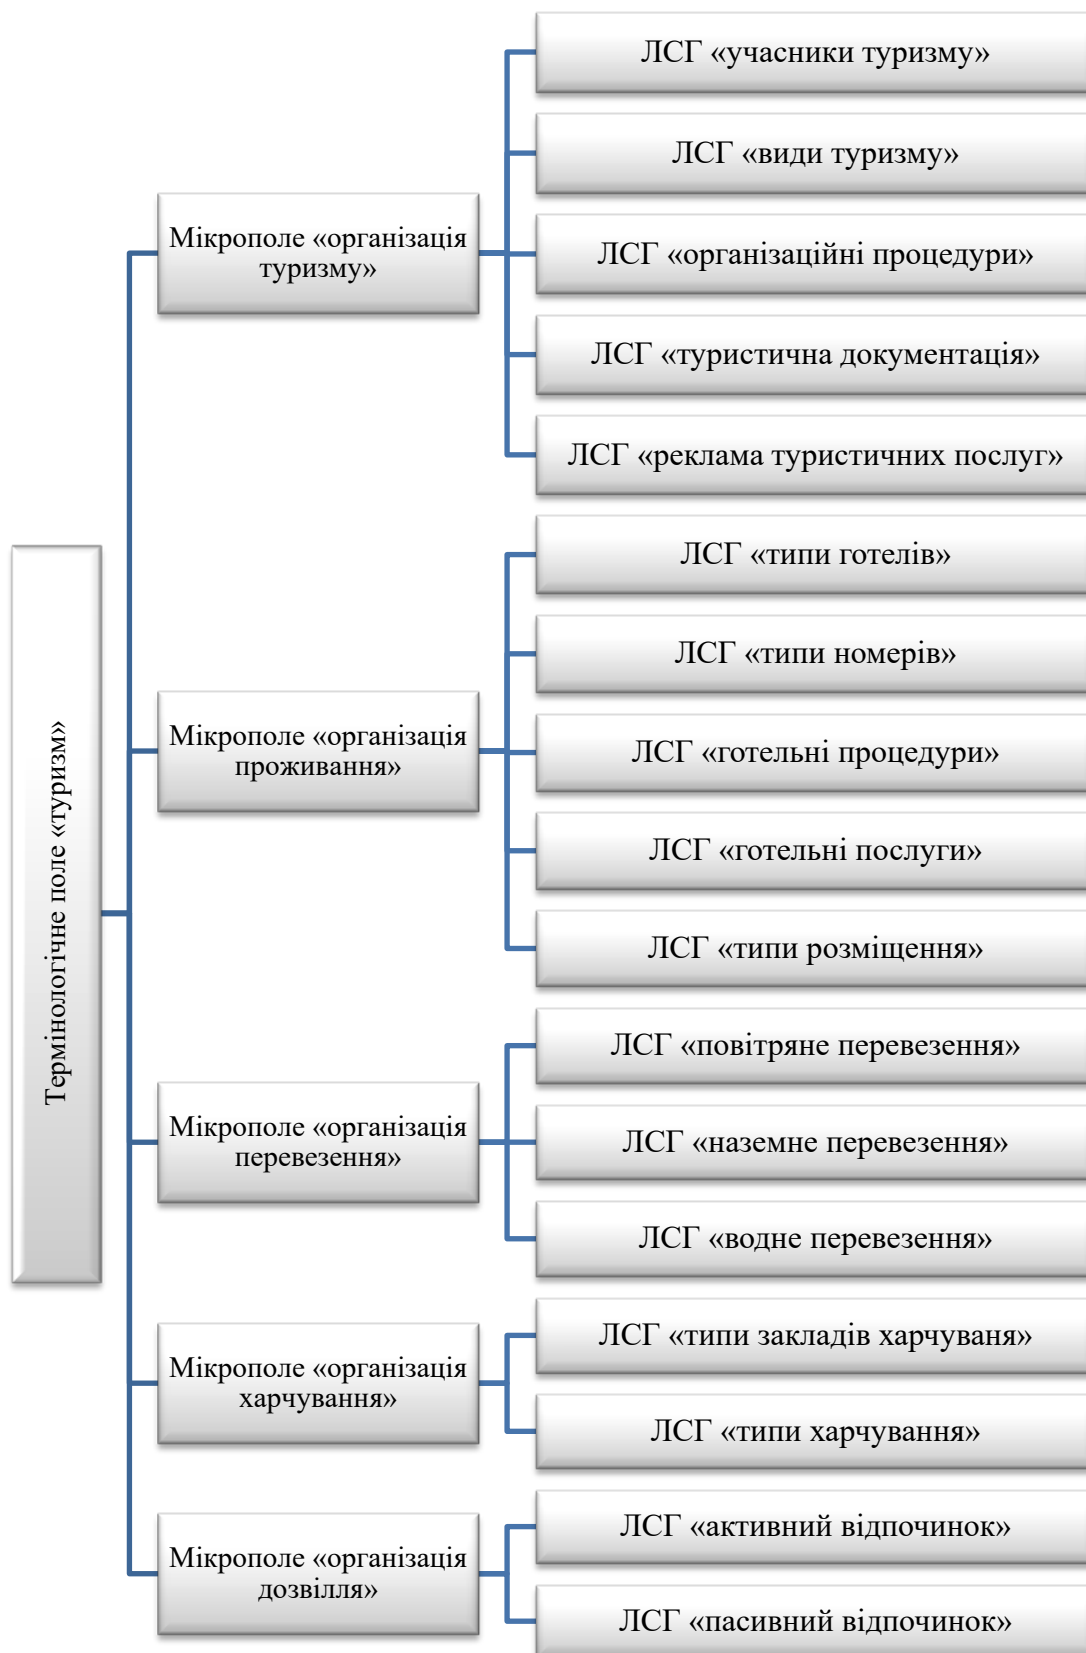 Термінологічне поле «туризм»
Мікрополе «організація
туризму»
ЛСГ «учасники туризму»
ЛСГ «види туризму»
ЛСГ «організаційні процедури»
ЛСГ «туристична документація»
ЛСГ «реклама туристичних послуг»
Мікрополе «організація
проживання»
ЛСГ «типи готелів»
ЛСГ «типи номерів»
ЛСГ «готельні процедури»
ЛСГ «готельні послуги»
ЛСГ «типи розміщення»
Мікрополе «організація
перевезення»
ЛСГ «повітряне перевезення»
ЛСГ «наземне перевезення»
ЛСГ «водне перевезення»
Мікрополе «організація
харчування»
ЛСГ «типи закладів харчуваня»
ЛСГ «типи харчування»
Мікрополе «організація
дозвілля»
ЛСГ «активний відпочинок»
ЛСГ «пасивний відпочинок»